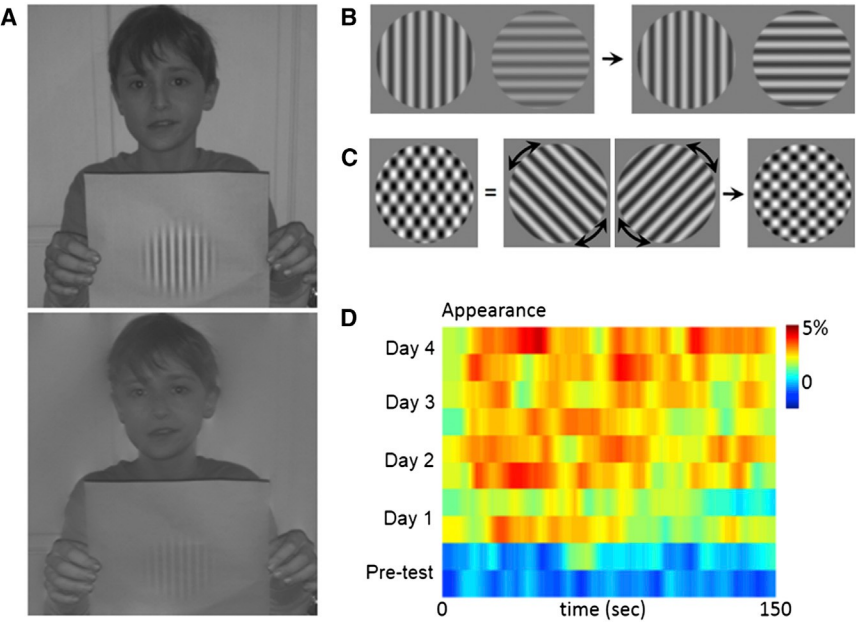 A
B
C
=
D
Appearance
Day 4
Day 3
Day 2
Day 1
Pre-test
5%
0
0 time (sec) 150